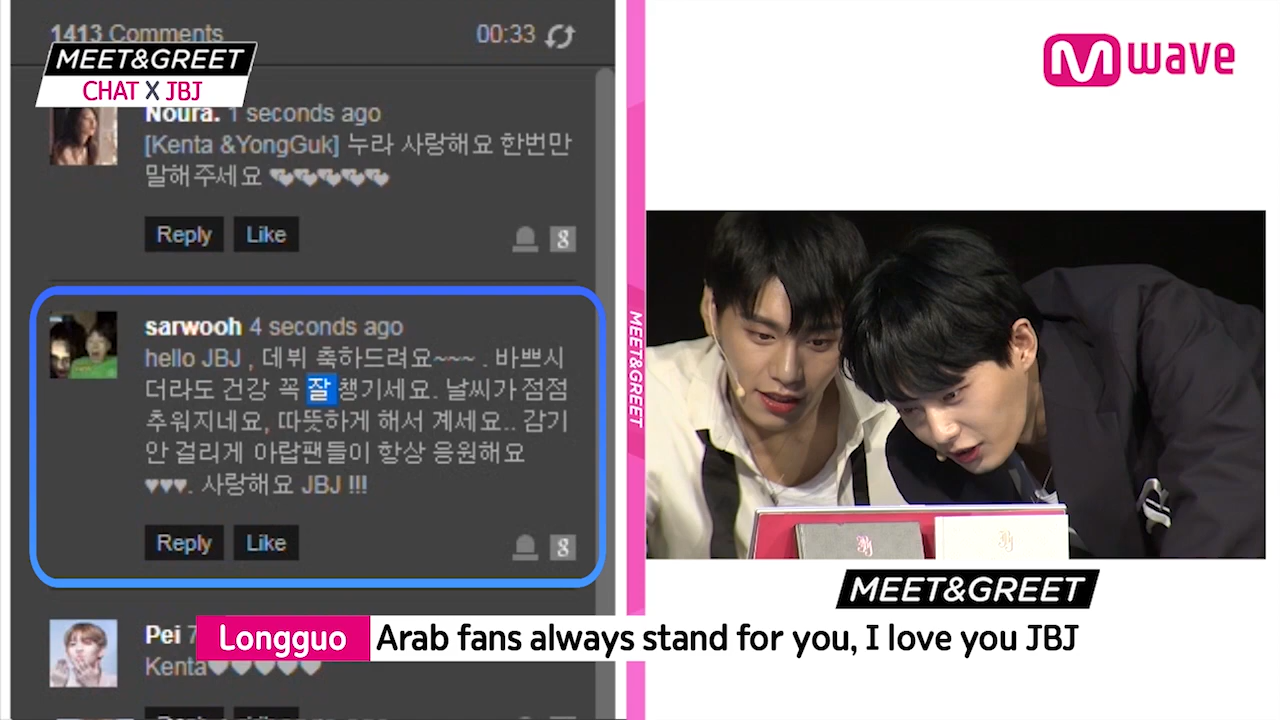 1413 Comments
00:33
MEET&GREET
CHAT X JBJ
Mwave
Noura. 1 seconds ago
[Kenta &YongGuk] 누라 사랑해요 한번만
말해주세요 💕💕💕💕💕
Reply Like
8
sarwooh 4 seconds ago
hello JBJ , 데뷔 축하드려요~~~ . 바쁘시
더라도 건강 꼭 잘 챙기세요. 날씨가 점점
추워지네요, 따뜻하게 해서 계세요.. 감기
안 걸리게 아랍팬들이 항상 응원해요
♥♥♥. 사랑해요 JBJ !!!
Reply Like
8
MEET&GREET
MEET&GREET
Pei 7
Kenta♥♥♥♥♥
Longguo
Arab fans always stand for you, I love you JBJ